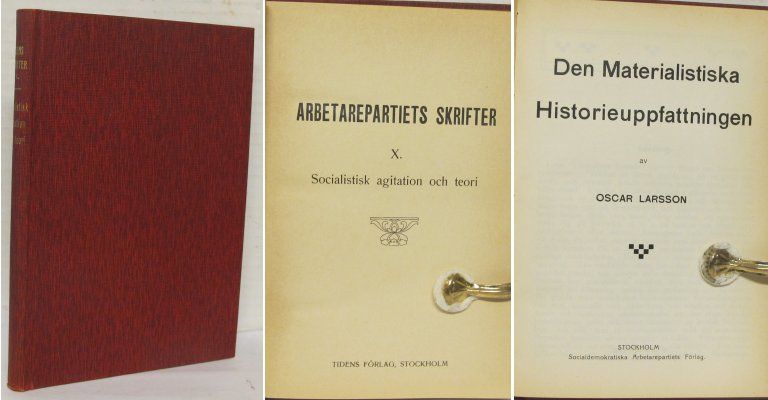 ARBETAREPARTIETS SKRIFTER
X.
Socialistisk agitation och teori
TIDENS FÖRLAG, STOCKHOLM
Den Materialistiska
Historieuppfattningen
av
OSCAR LARSSON
STOCKHOLM
Socialdemokratiska Arbetarepartiets Förlag.